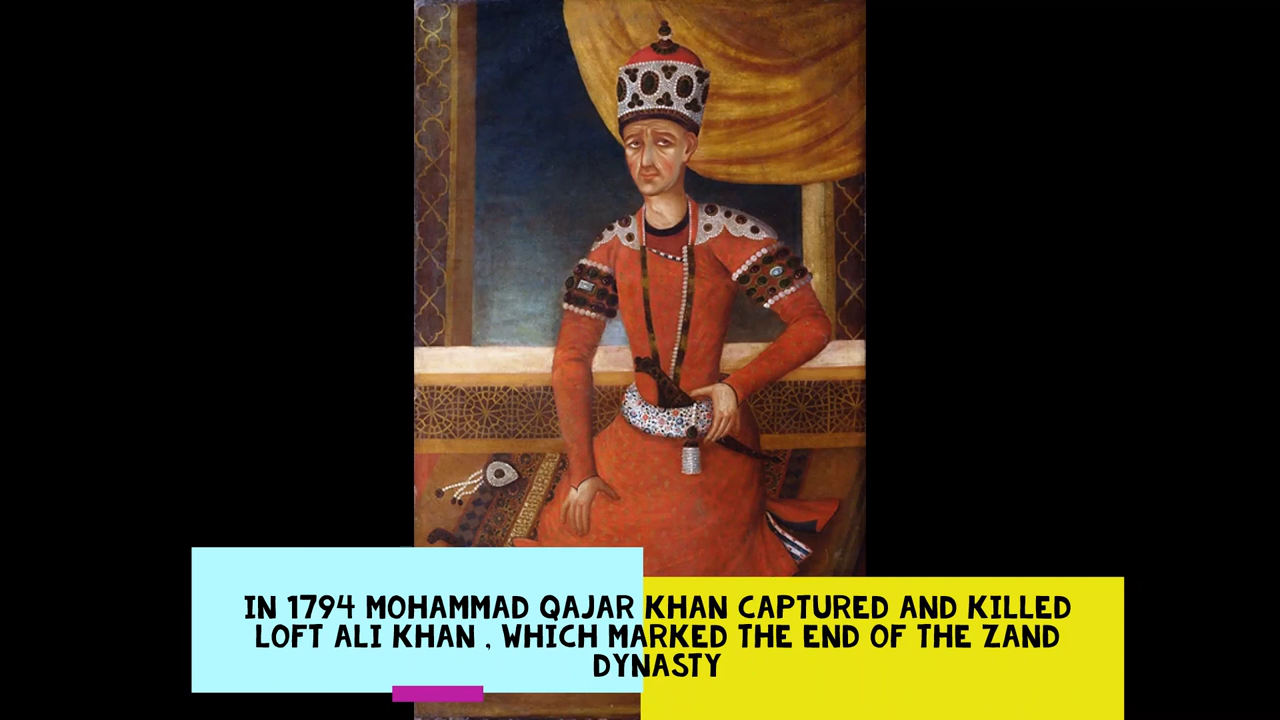 IN 1794 MOHAMMAD QAJAR KHAN CAPTURED AND KILLED
LOFT ALI KHAN , WHICH MARKED THE END OF THE ZAND
DYNASTY